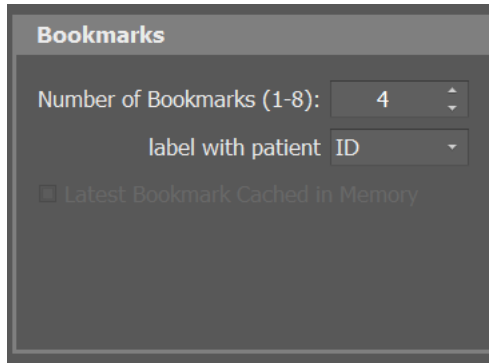 Bookmarks
Number of Bookmarks (1-8): 4
label with patient ID
Latest Bookmark Cached in Memory